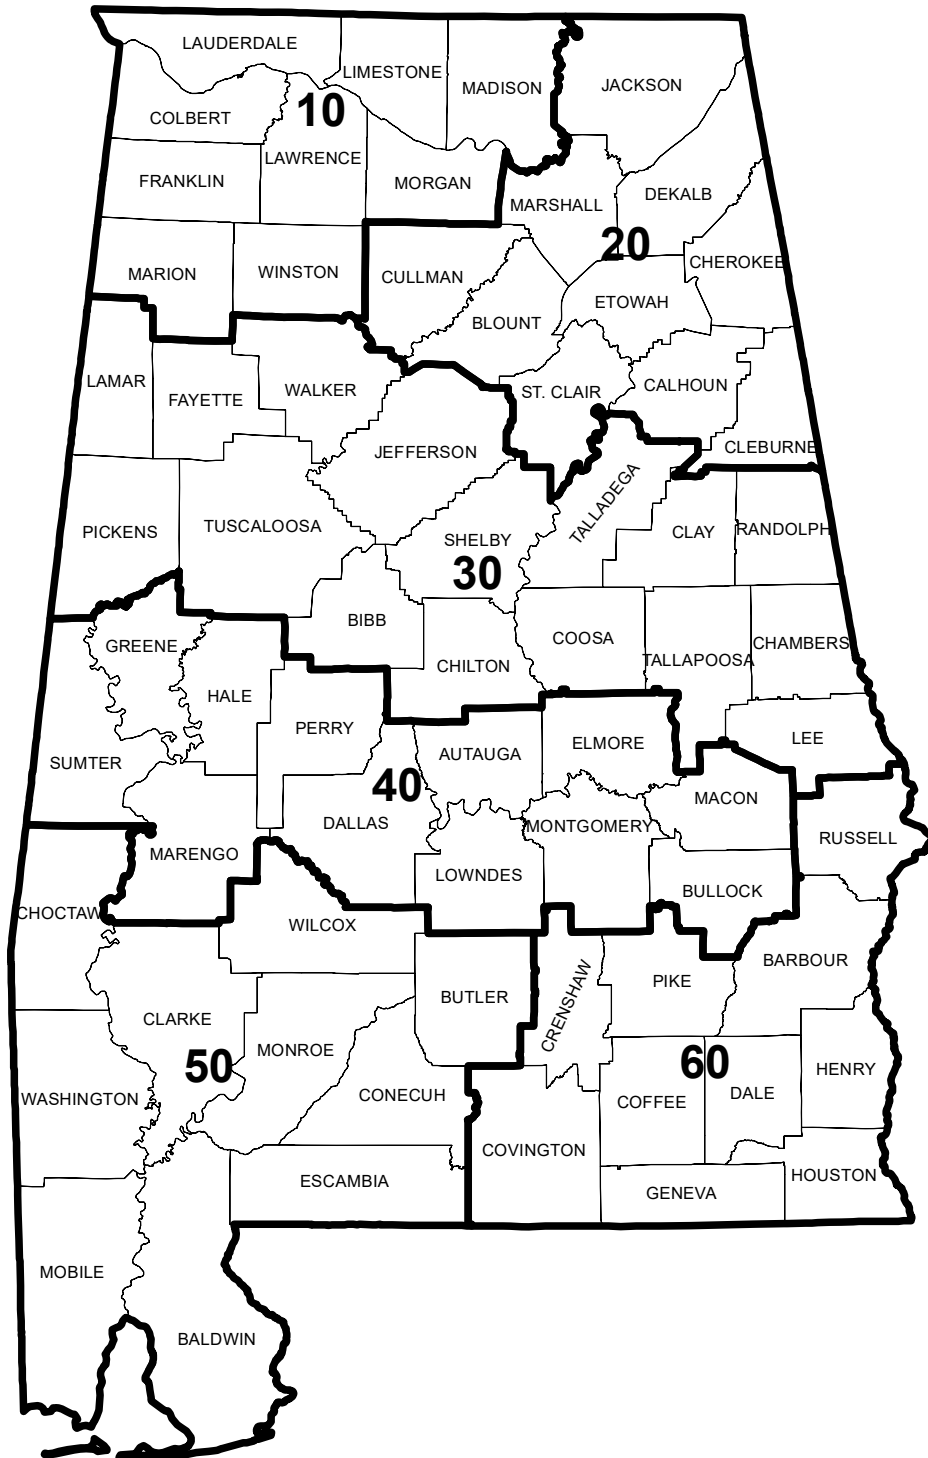 LAUDERDALE
LIMESTONE
MADISON
JACKSON
COLBERT
10
LAWRENCE
FRANKLIN
MORGAN
MARSHALL
DEKALB
20
CHEROKEE
MARION
WINSTON
CULLMAN
ETOWAH
BLOUNT
LAMAR
FAYETTE
WALKER
ST. CLAIR
CALHOUN
JEFFERSON
CLEBURNE
TALLADEGA
PICKENS
TUSCALOOSA
SHELBY
CLAY
RANDOLPH
30
BIBB
GREENE
COOSA
CHAMBERS
CHILTON
TALLAPOOSA
HALE
PERRY
AUTAUGA
ELMORE
LEE
SUMTER
40
MACON
DALLAS
MONTGOMERY
RUSSELL
MARENGO
LOWNDES
BULLOCK
CHOCTAW
WILCOX
BARBOUR
CRENSHAW
PIKE
BUTLER
CLARKE
MONROE
50
60
HENRY
WASHINGTON
CONECUH
COFFEE
DALE
COVINGTON
ESCAMBIA
GENEVA
HOUSTON
MOBILE
BALDWIN